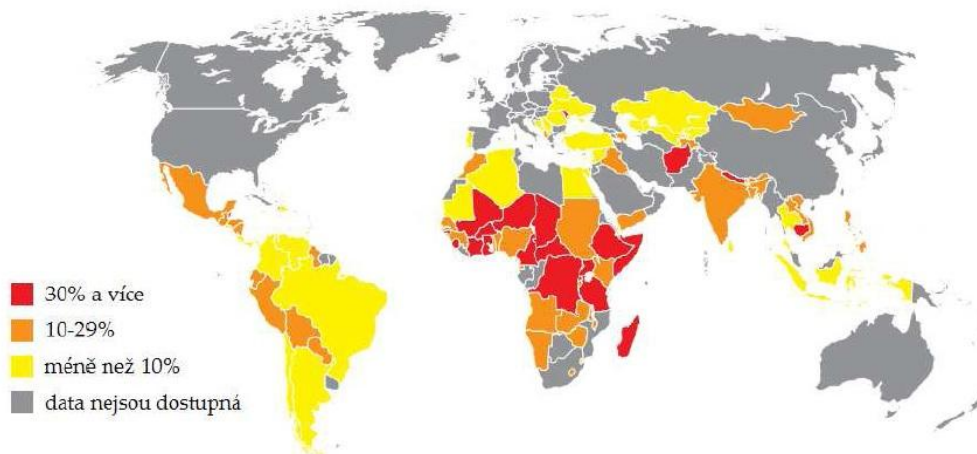 30% a více
10-29%
méně než 10%
data nejsou dostupná